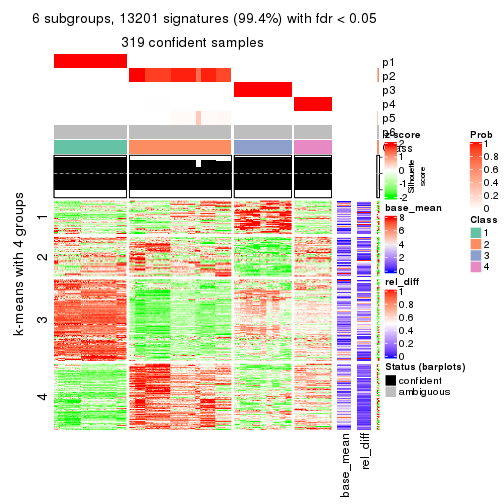 6 subgroups, 13201 signatures (99.4%) with fdr < 0.05
319 confident samples
p1
p2
p3
p4
p5
p6
Class
Silhouette score
k-means with 4 groups
1
2
3
4
base_mean
rel_diff
z-score
2
1
0
-1
-2
base_mean
8
6
4
2
0
rel_diff
1
0.8
0.6
0.4
0.2
0
Status (barplots)
confident
ambiguous
Prob
1
0.8
0.6
0.4
0.2
0
Class
1
2
3
4